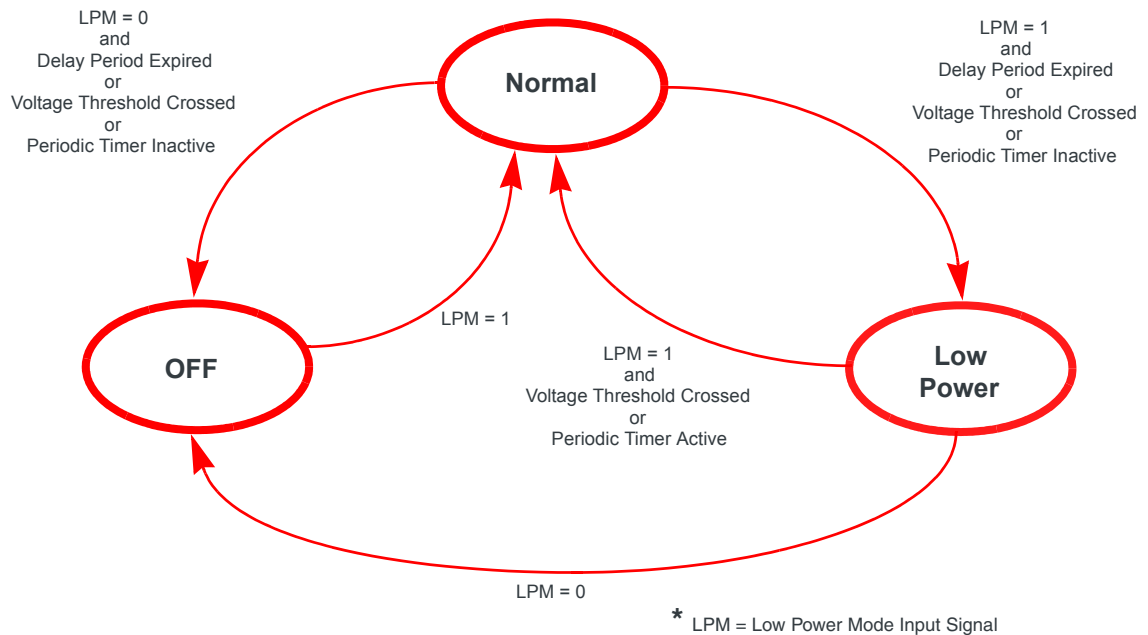 LPM = 0
and
Delay Period Expired
or
Voltage Threshold Crossed
or
Periodic Timer Inactive
Normal
LPM = 1
and
Delay Period Expired
or
Voltage Threshold Crossed
or
Periodic Timer Inactive
OFF
LPM = 1
LPM = 1
and
Voltage Threshold Crossed
or
Periodic Timer Active
Low
Power
LPM = 0
* LPM = Low Power Mode Input Signal